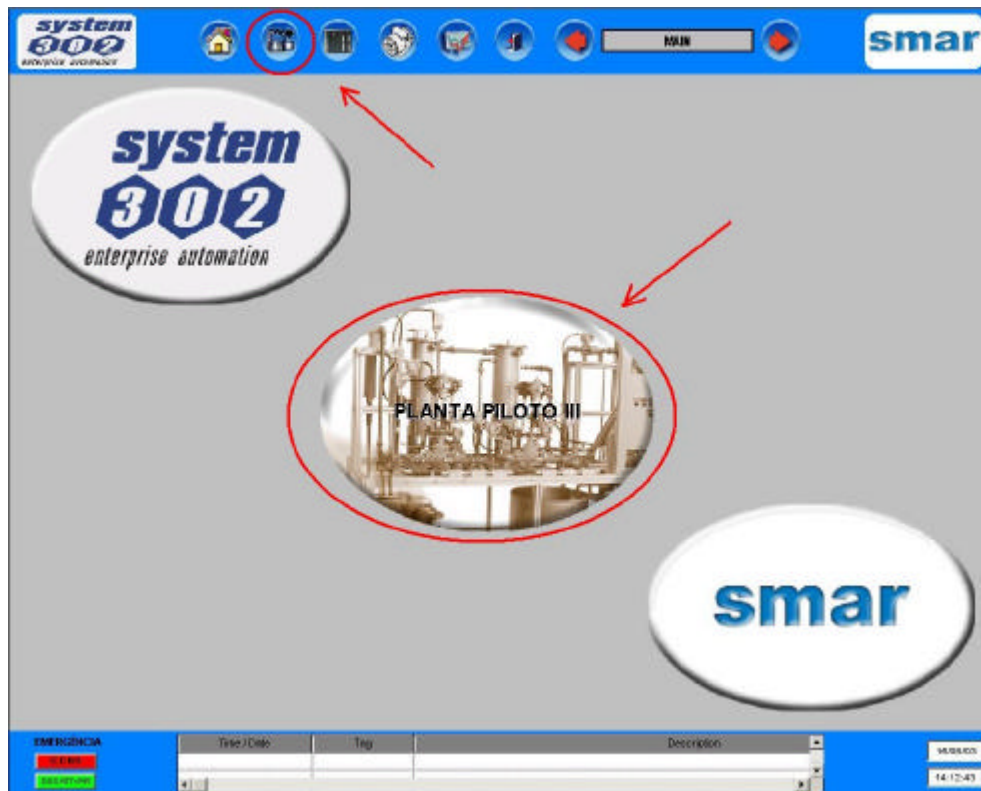 system
302
enterprise automation
MAIN
smar
system
302
enterprise automation
PLANTA PILOTO III
smar
EMERGÊNCIA
Time / Date
Tag
Description
14:12:43